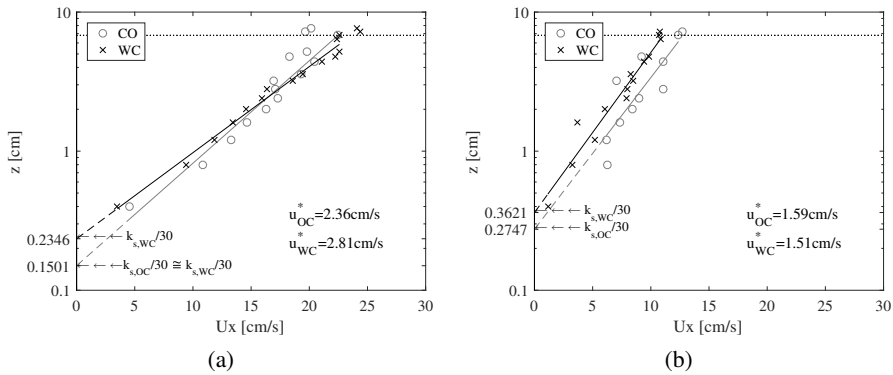 10
CO
WC
z [cm]
1
0.2346
k_s,WC/30
0.1501
k_s,OC/30 ≅ k_s,WC/30
0.1
u*_OC=2.36cm/s
u*_WC=2.81cm/s
0 5 10 15 20 25 30
Ux [cm/s]
(a)
10
CO
WC
z [cm]
1
0.3621
k_s,WC/30
0.2747
k_s,OC/30
0.1
u*_OC=1.59cm/s
u*_WC=1.51cm/s
0 5 10 15 20 25 30
Ux [cm/s]
(b)